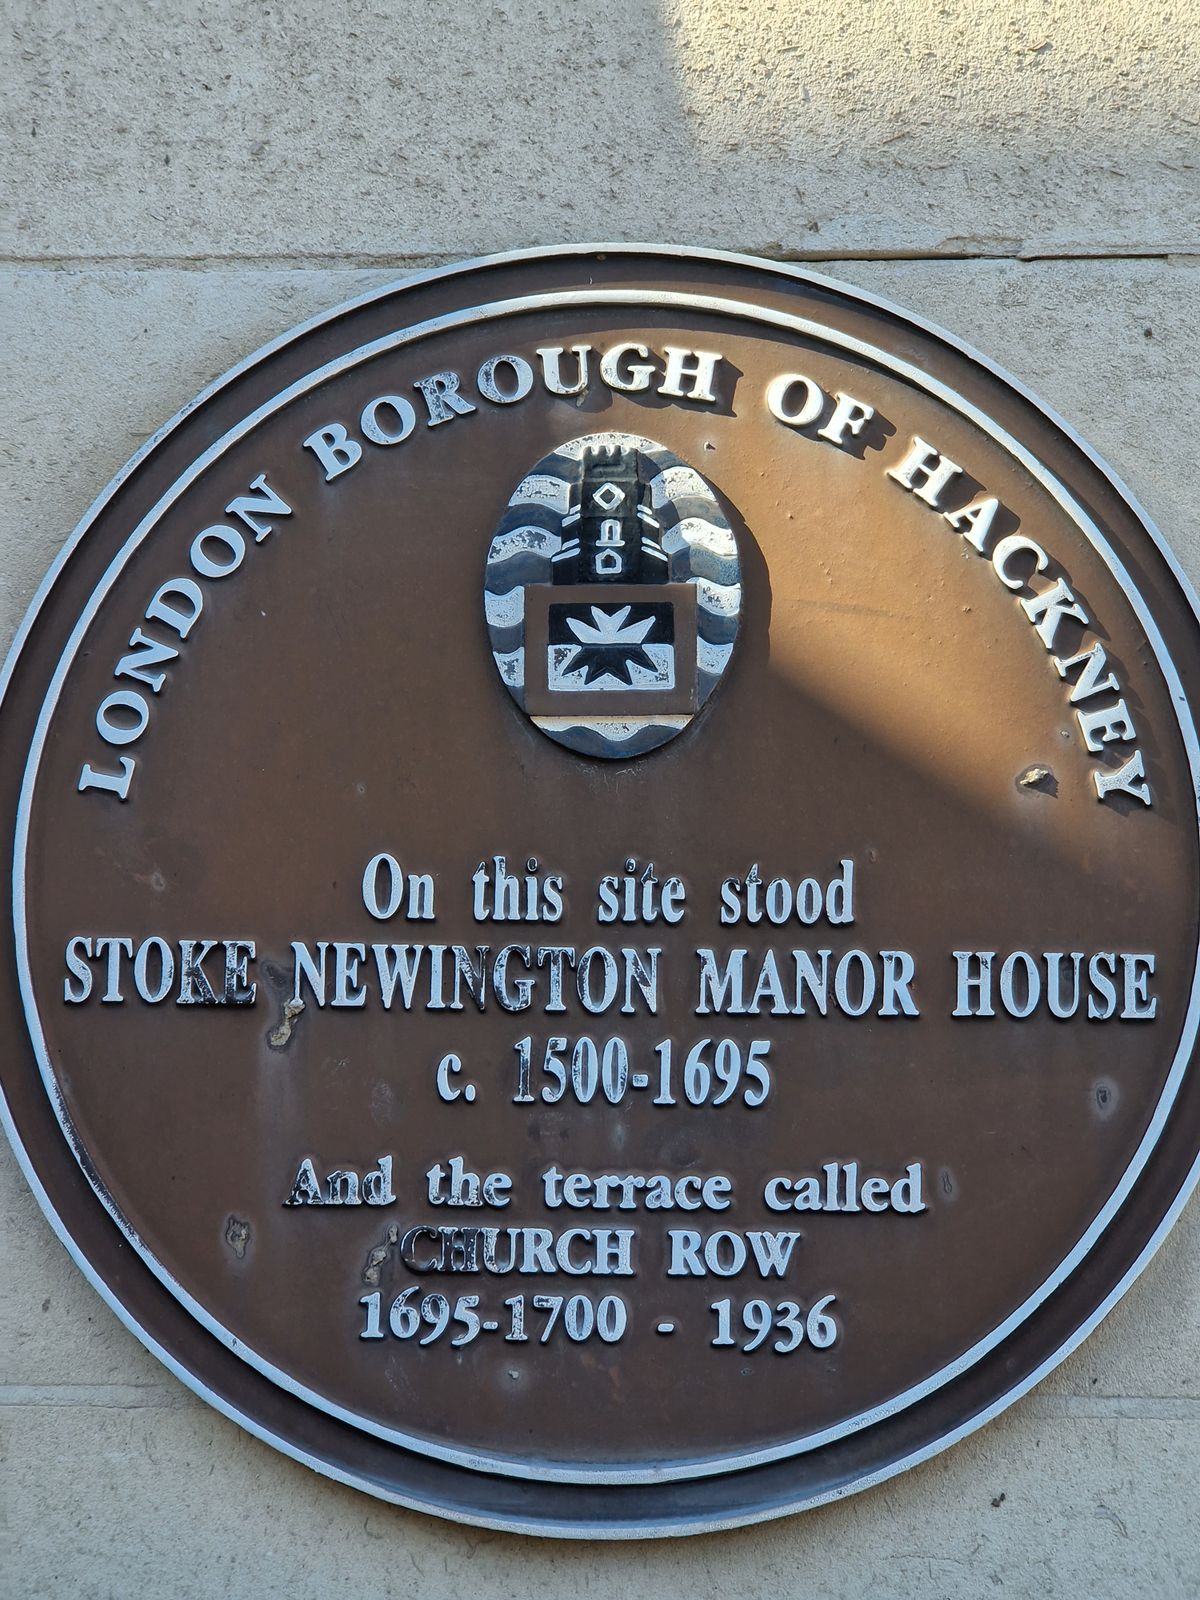 LONDON BOROUGH OF HACKNEY
On this site stood
STOKE NEWINGTON MANOR HOUSE
c. 1500-1695
And the terrace called
CHURCH ROW
1695-1700 - 1936